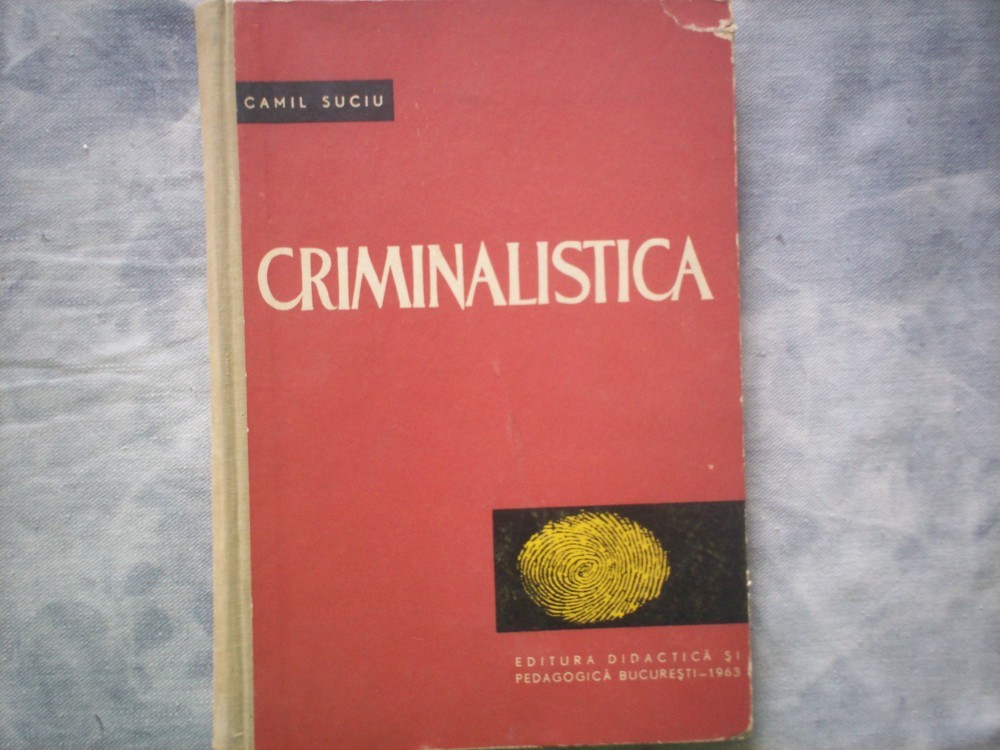 CAMIL SUCIU
CRIMINALISTICA
EDITURA DIDACTICĂ ȘI
PEDAGOGICĂ BUCUREȘTI-1963